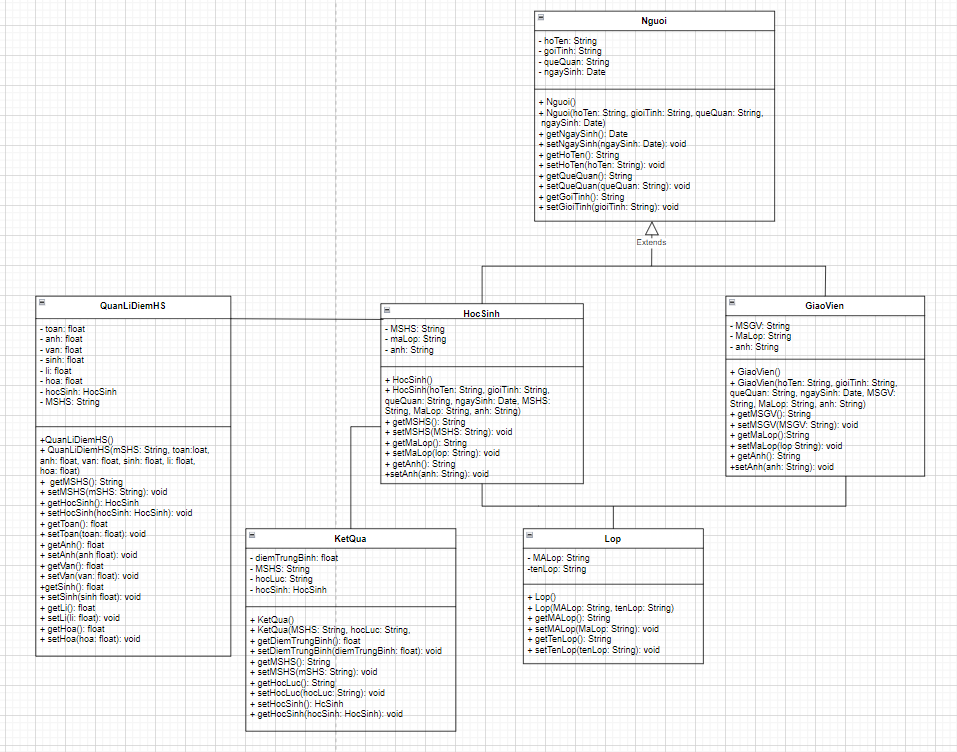 Nguoi
- hoTen: String
- goiTinh: String
- queQuan: String
- ngaySinh: Date
+ Nguoi()
+ Nguoi(hoTen: String, gioiTinh: String, queQuan: String,
ngaySinh: Date)
+ getNgaySinh(): Date
+ setNgaySinh(ngaySinh: Date): void
+ getHoTen(): String
+ setHoTen(hoTen: String): void
+ getQueQuan(): String
+ setQueQuan(queQuan: String): void
+ getGoiTinh(): String
+ setGioiTinh(gioiTinh: String): void
Extends
QuanLiDiemHS
- toan: float
- anh: float
- van: float
- sinh: float
- li: float
- hoa: float
- hocSinh: HocSinh
- MSHS: String
+QuanLiDiemHS()
+ QuanLiDiemHS(mSHS: String, toan:loat,
anh: float, van: float, sinh: float, li: float,
hoa: float)
+ getMSHS(): String
+ setMSHS(mSHS: String): void
+ getHocSinh(): HocSinh
+ setHocSinh(hocSinh: HocSinh): void
+ getToan(): float
+ setToan(toan: float): void
+ getAnh(): float
+ setAnh(anh float): void
+ getVan(): float
+ setVan(van: float): void
+getSinh(): float
+ setSinh(sinh float): void
+ getLi(): float
+ setLi(li: float): void
+ getHoa(): float
+ setHoa(hoa: float): void
HocSinh
- MSHS: String
- maLop: String
- anh: String
+ HocSinh()
+ HocSinh(hoTen: String, gioiTinh: String,
queQuan: String, ngaySinh: Date, MSHS:
String, MaLop: String, anh: String)
+ getMSHS(): String
+ setMSHS(MSHS: String): void
+ getMaLop(): String
+ setMaLop(lop: String): void
+ getAnh(): String
+setAnh(anh: String): void
GiaoVien
- MSGV: String
- MaLop: String
- anh: String
+ GiaoVien()
+ GiaoVien(hoTen: String, gioiTinh: String,
queQuan: String, ngaySinh: Date, MSGV:
String, MaLop: String, anh: String)
+ getMSGV(): String
+ setMSGV(MSGV: String): void
+ getMaLop():String
+ setMaLop(lop String): void
+ getAnh(): String
+setAnh(anh: String): void
KetQua
- diemTrungBinh: float
- MSHS: String
- hocLuc: String
- hocSinh: HocSinh
+ KetQua()
+ KetQua(MSHS: String, hocLuc: String,
+ getDiemTrungBinh(): float
+ setDiemTrungBinh(diemTrungBinh: float): void
+ getMSHS(): String
+ setMSHS(mSHS: String): void
+ getHocLuc(): String
+ setHocLuc(hocLuc: String): void
+ setHocSinh(): HcSinh
+ getHocSinh(hocSinh: HocSinh): void
Lop
- MALop: String
-tenLop: String
+ Lop()
+ Lop(MALop: String, tenLop: String)
+ getMALop(): String
+ setMALop(MaLop: String): void
+ getTenLop(): String
+ setTenLop(tenLop: String): void